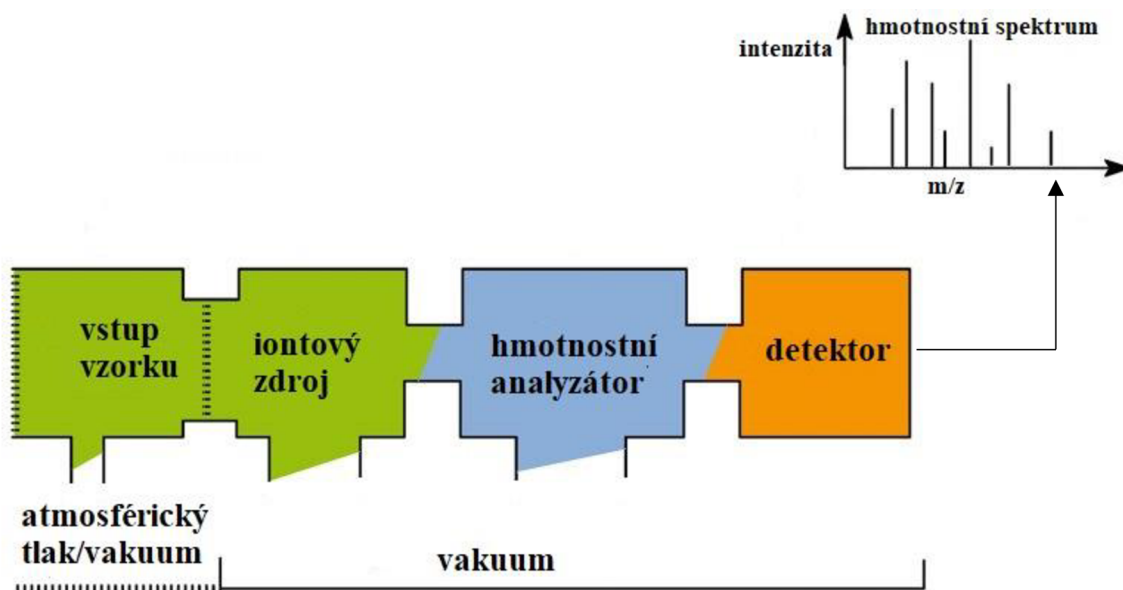 hmotnostní spektrum
intenzita
m/z
vstup
vzorku
iontový
zdroj
hmotnostní
analyzátor
detektor
atmosférický
tlak/vakuum
vakuum